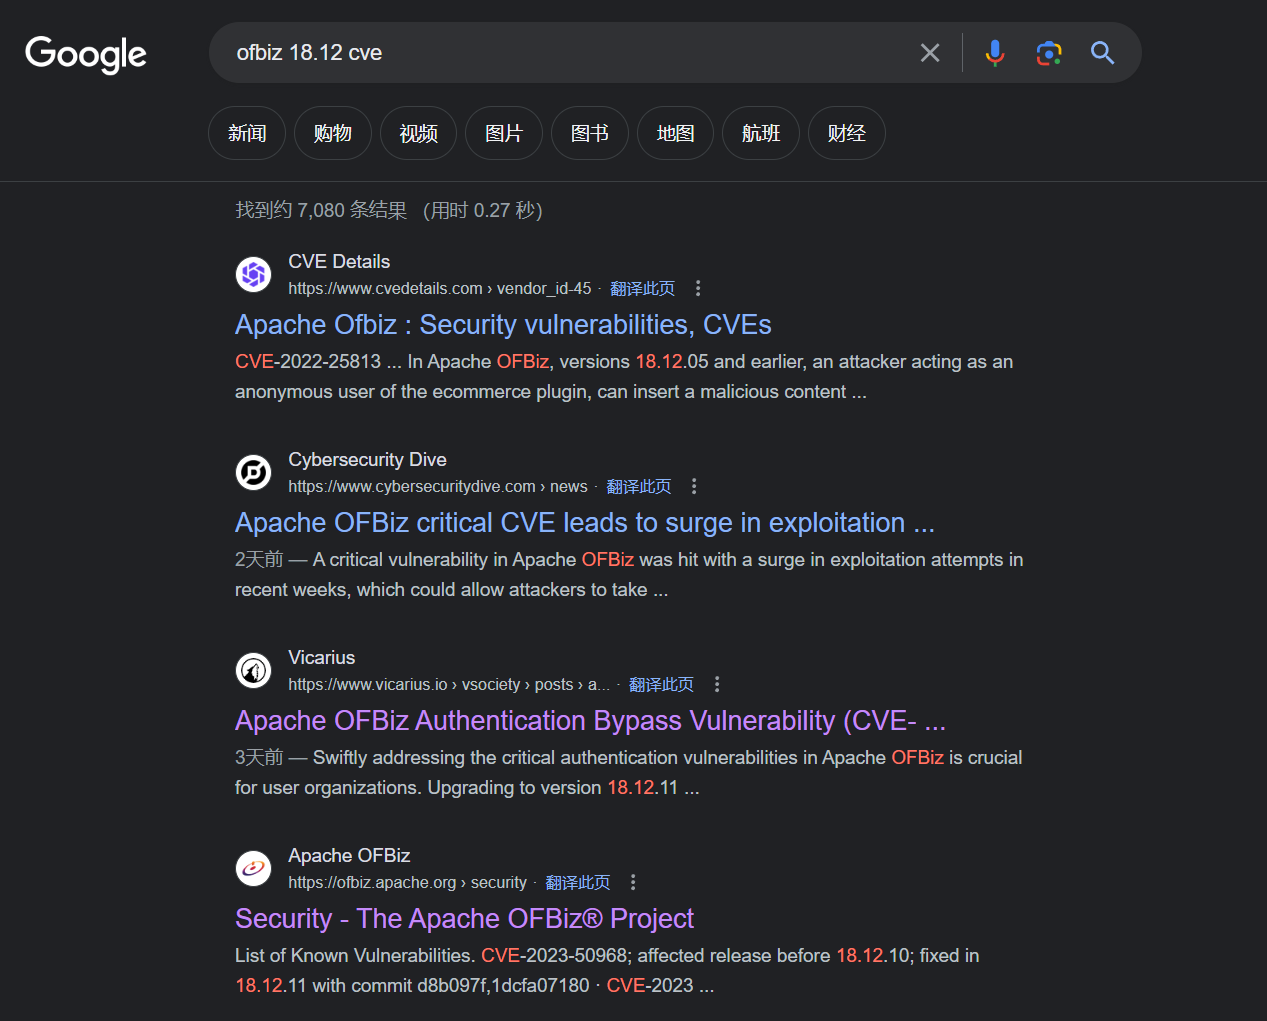 Google
ofbiz 18.12 cve
新闻 购物 视频 图片 图书 地图 航班 财经
找到约 7,080 条结果 (用时 0.27 秒)
CVE Details
https://www.cvedetails.com › vendor_id-45 · 翻译此页
Apache Ofbiz : Security vulnerabilities, CVEs
CVE-2022-25813 ... In Apache OFBiz, versions 18.12.05 and earlier, an attacker acting as an
anonymous user of the ecommerce plugin, can insert a malicious content ...
Cybersecurity Dive
https://www.cybersecuritydive.com › news · 翻译此页
Apache OFBiz critical CVE leads to surge in exploitation ...
2天前 — A critical vulnerability in Apache OFBiz was hit with a surge in exploitation attempts in
recent weeks, which could allow attackers to take ...
Vicarius
https://www.vicarius.io › vsociety › posts › a... · 翻译此页
Apache OFBiz Authentication Bypass Vulnerability (CVE- ...
3天前 — Swiftly addressing the critical authentication vulnerabilities in Apache OFBiz is crucial
for user organizations. Upgrading to version 18.12.11 ...
Apache OFBiz
https://ofbiz.apache.org › security · 翻译此页
Security - The Apache OFBiz® Project
List of Known Vulnerabilities. CVE-2023-50968; affected release before 18.12.10; fixed in
18.12.11 with commit d8b097f,1dcfa07180 · CVE-2023 ...